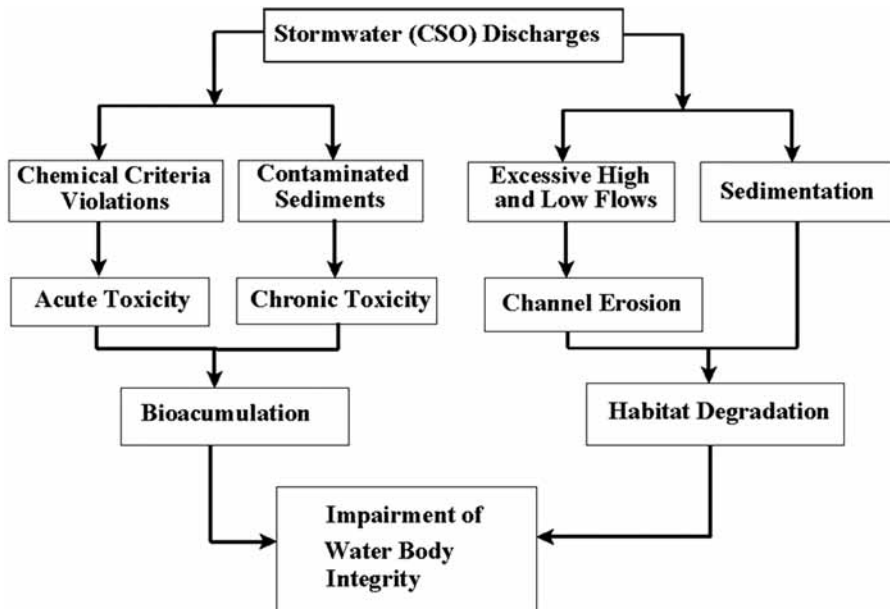 Stormwater (CSO) Discharges
Chemical Criteria
Violations
Contaminated
Sediments
Excessive High
and Low Flows
Sedimentation
Acute Toxicity
Chronic Toxicity
Channel Erosion
Bioacumulation
Habitat Degradation
Impairment of
Water Body
Integrity